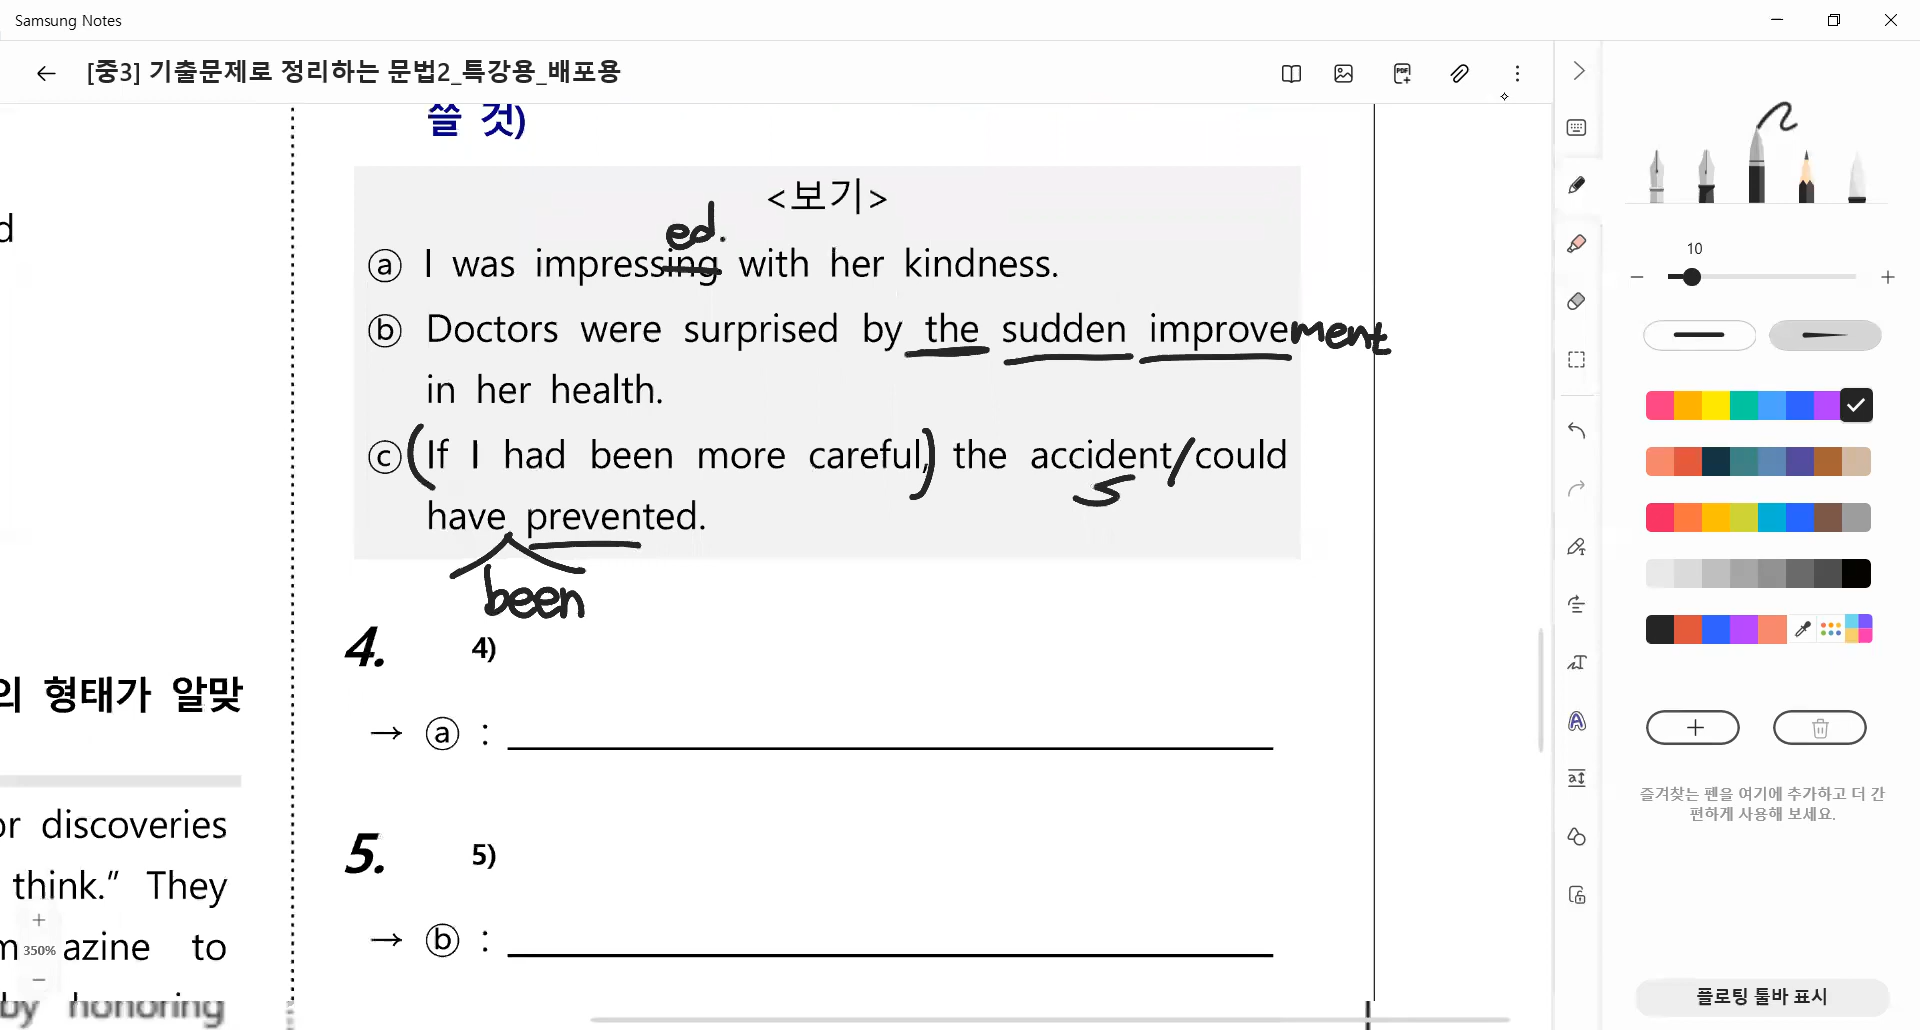 Samsung Notes
[중3] 기출문제로 정리하는 문법2_특강용_배포용
쓸 것)
<보기>
ed.
ⓐ I was impressing with her kindness.
ⓑ Doctors were surprised by the sudden improvement
in her health.
ⓒ (If I had been more careful,) the accident/could
S
have prevented.
been
4. 4)
→ ⓐ :
5. 5)
→ ⓑ :
d
의 형태가 알맞
or discoveries
think.” They
azine to
by honoring
350%
10
즐겨찾는 펜을 여기에 추가하고 더 간
편하게 사용해 보세요.
플로팅 툴바 표시